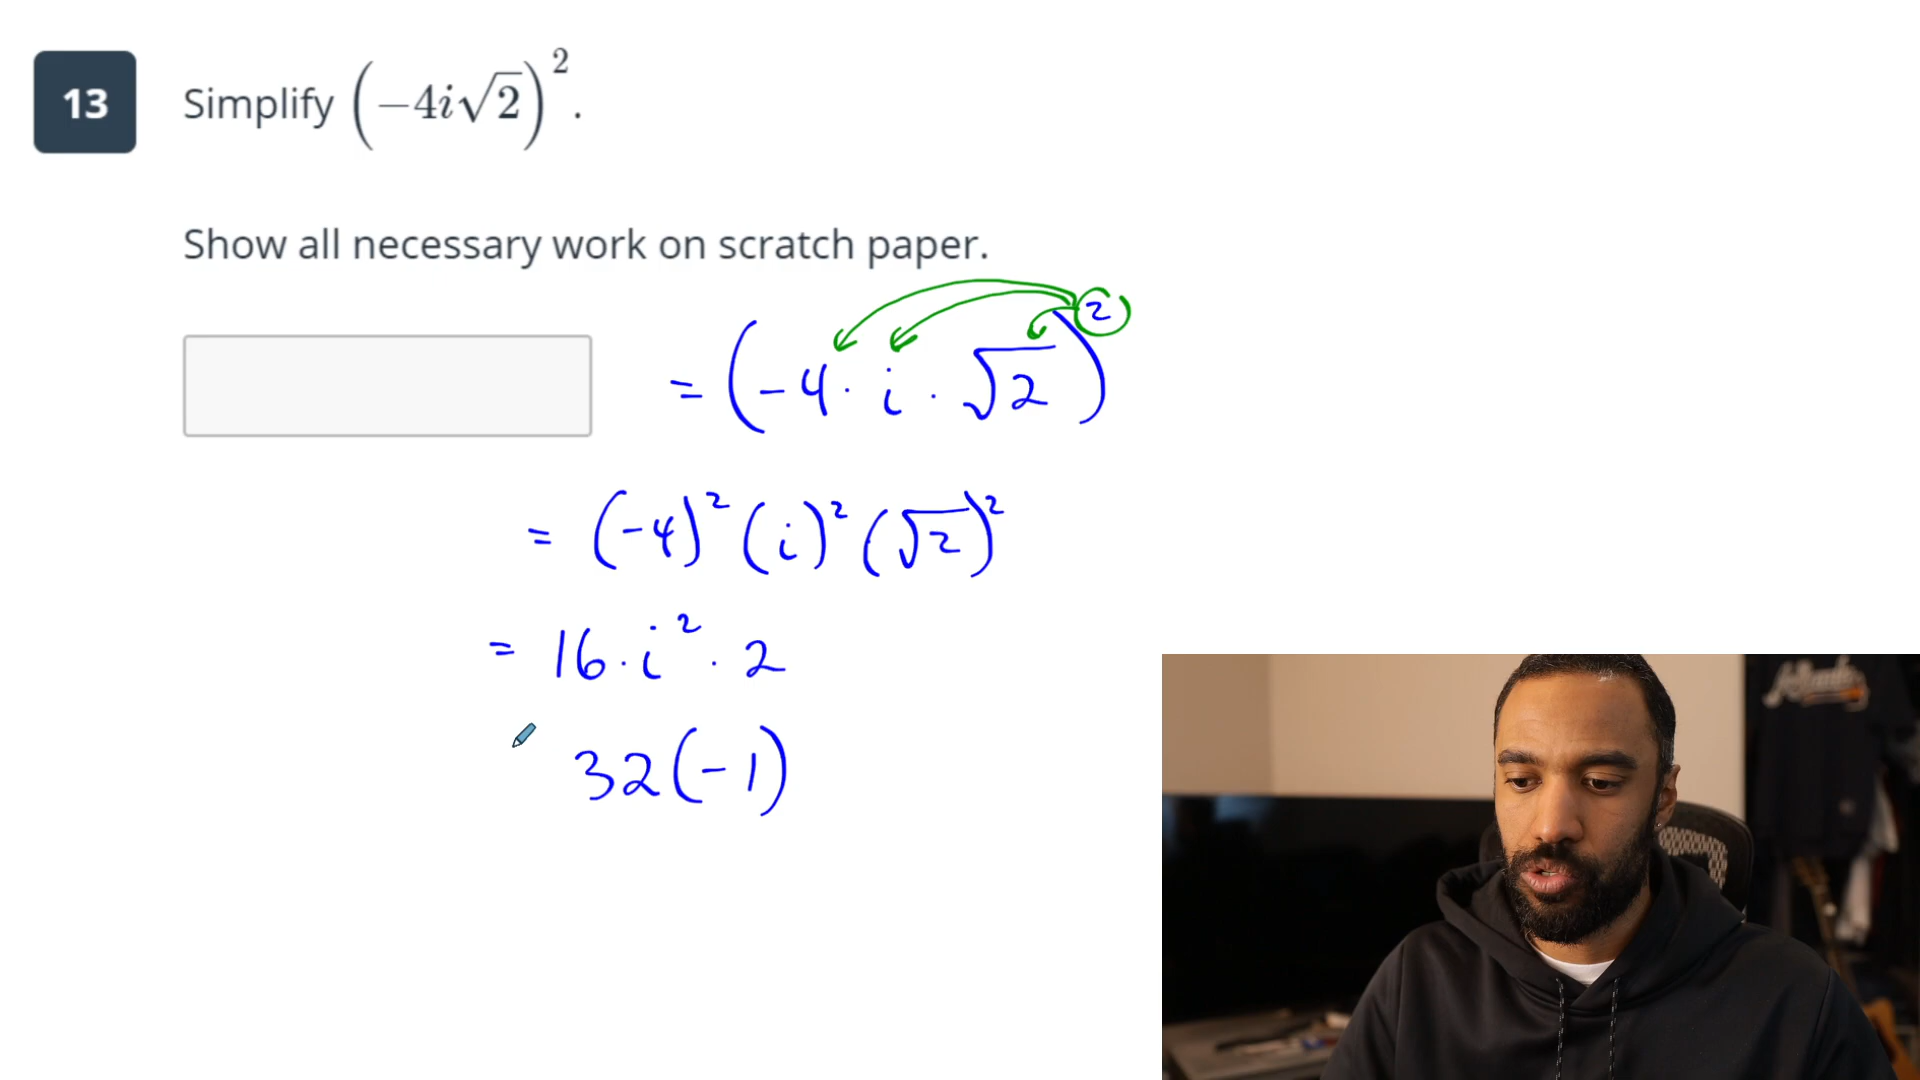 13 Simplify (−4i√2)².
Show all necessary work on scratch paper.
= (−4 · i · √2)²
= (−4)² (i)² (√2)²
= 16 · i² · 2
32(−1)